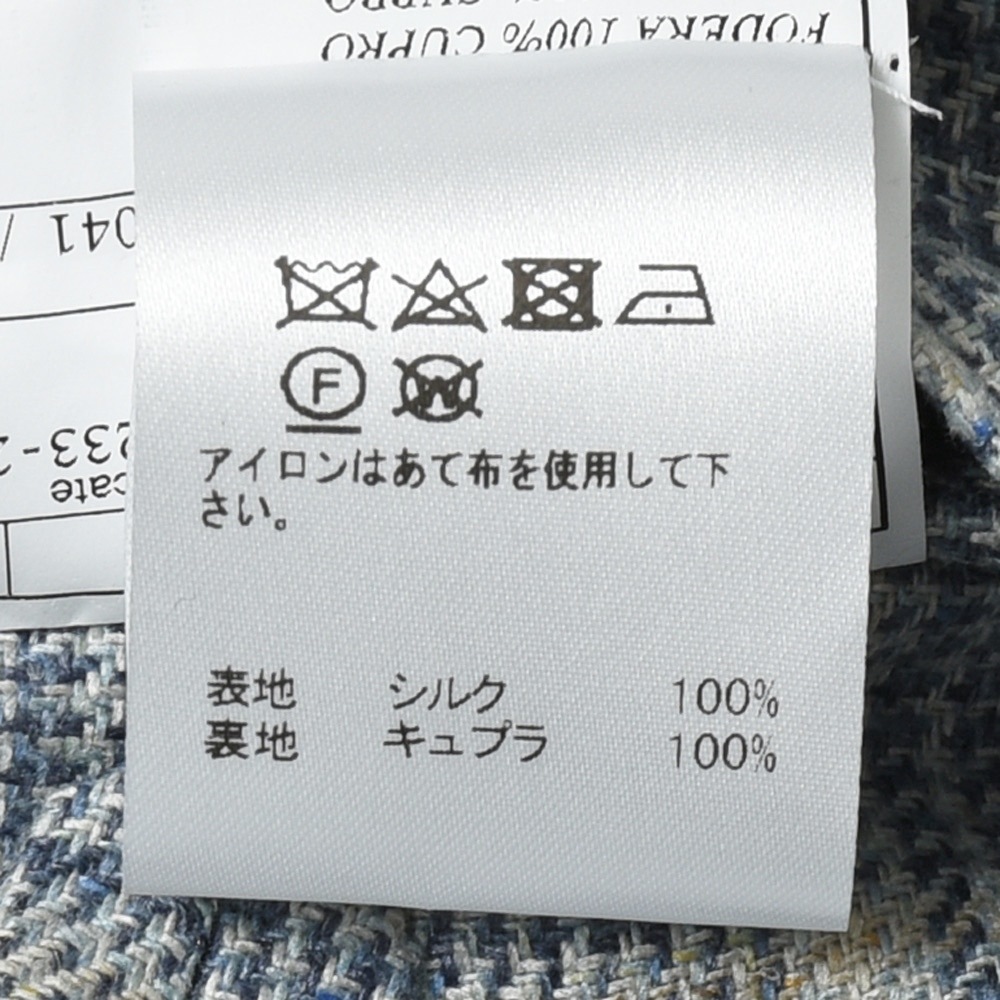 FODERA 100% CUPRO
041 /
233-2
cate
F
W
アイロンはあて布を使用して下
さい。
表地 シルク 100%
裏地 キュプラ 100%